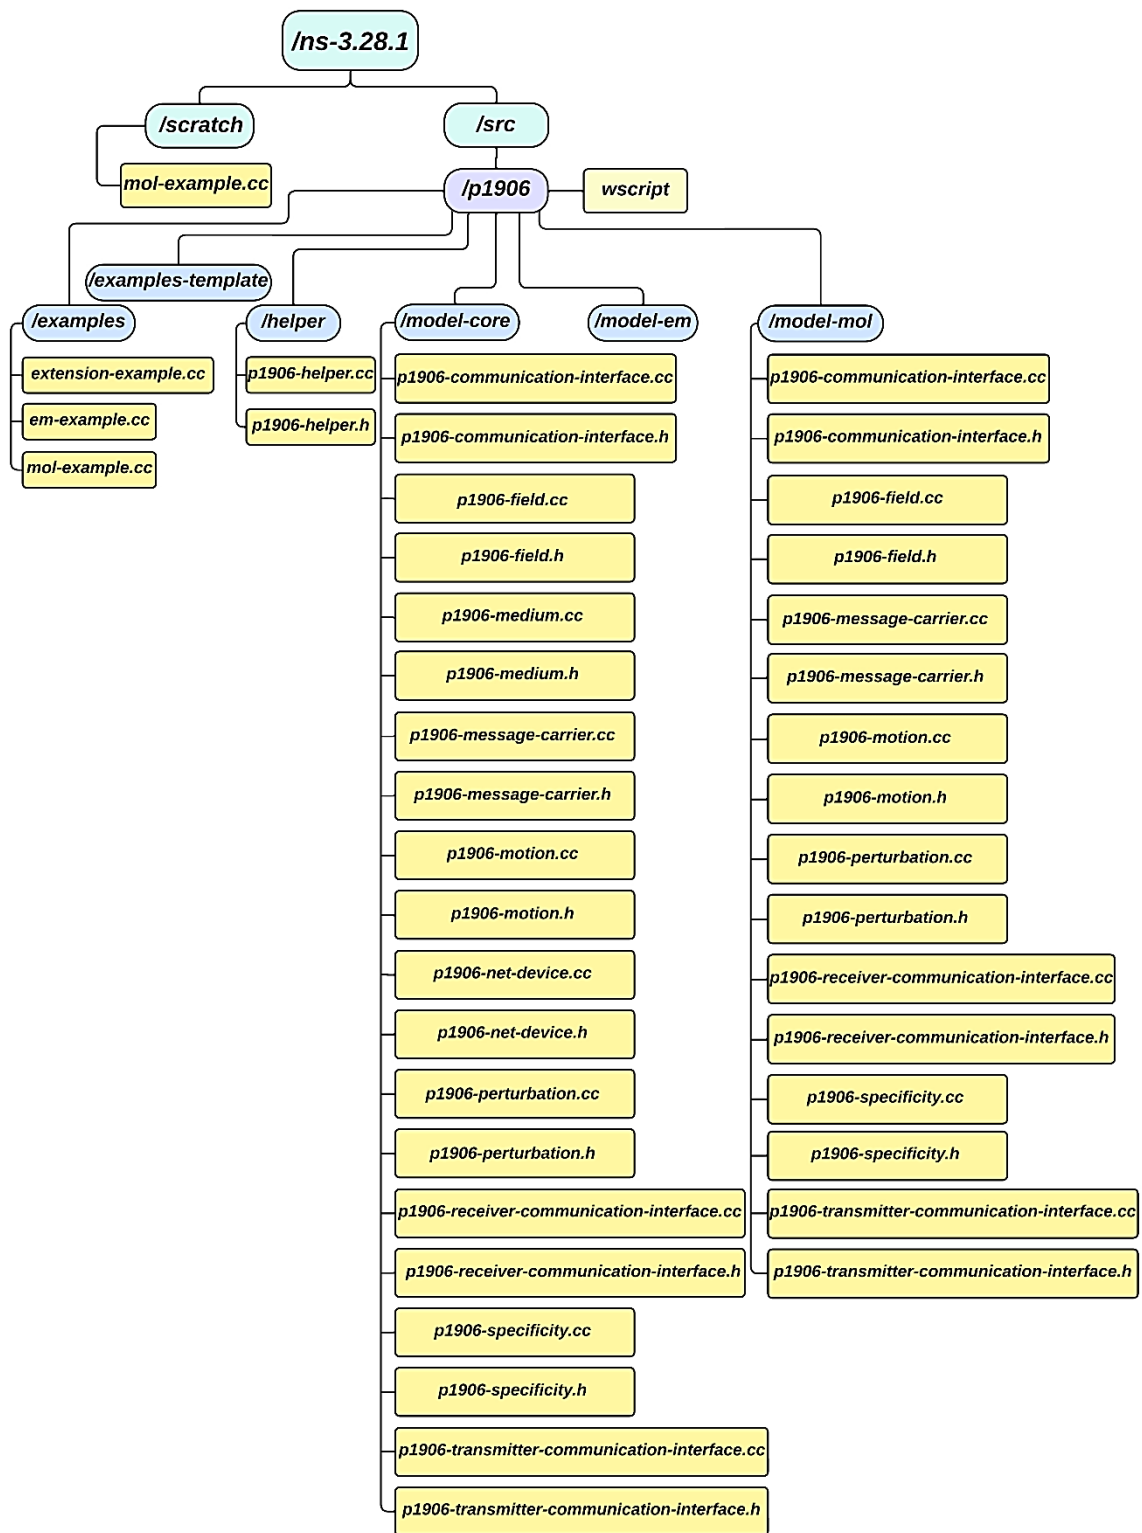 /ns-3.28.1
/scratch
/src
mol-example.cc
/p1906
wscript
/examples-template
/examples
extension-example.cc
em-example.cc
mol-example.cc
/helper
p1906-helper.cc
p1906-helper.h
/model-core
p1906-communication-interface.cc
p1906-communication-interface.h
p1906-field.cc
p1906-field.h
p1906-medium.cc
p1906-medium.h
p1906-message-carrier.cc
p1906-message-carrier.h
p1906-motion.cc
p1906-motion.h
p1906-net-device.cc
p1906-net-device.h
p1906-perturbation.cc
p1906-perturbation.h
p1906-receiver-communication-interface.cc
p1906-receiver-communication-interface.h
p1906-specificity.cc
p1906-specificity.h
p1906-transmitter-communication-interface.cc
p1906-transmitter-communication-interface.h
/model-em
/model-mol
p1906-communication-interface.cc
p1906-communication-interface.h
p1906-field.cc
p1906-field.h
p1906-message-carrier.cc
p1906-message-carrier.h
p1906-motion.cc
p1906-motion.h
p1906-perturbation.cc
p1906-perturbation.h
p1906-receiver-communication-interface.cc
p1906-receiver-communication-interface.h
p1906-specificity.cc
p1906-specificity.h
p1906-transmitter-communication-interface.cc
p1906-transmitter-communication-interface.h